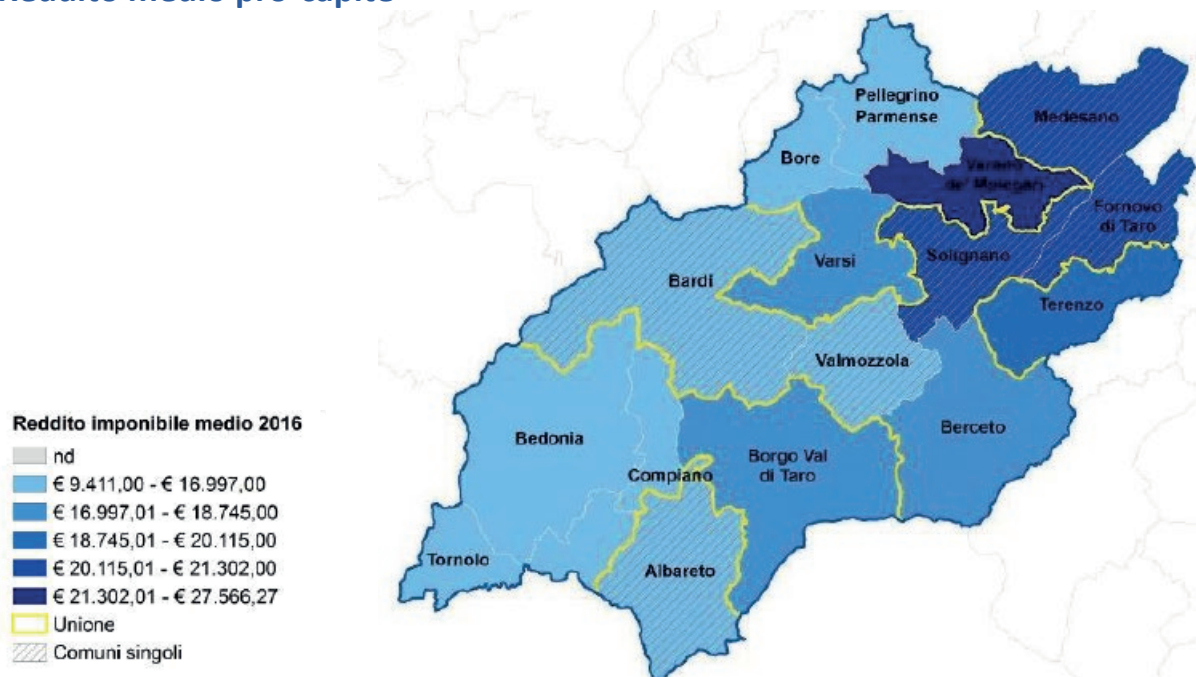 Reddito medio pro-capite
Pellegrino
Parmense
Medesano
Bore
Varano
de' Melegari
Fornovo
di Taro
Solignano
Varsi
Bardi
Terenzo
Valmozzola
Berceto
Bedonia
Borgo Val
di Taro
Compiano
Tornolo
Albareto
Reddito imponibile medio 2016
nd
€ 9.411,00 - € 16.997,00
€ 16.997,01 - € 18.745,00
€ 18.745,01 - € 20.115,00
€ 20.115,01 - € 21.302,00
€ 21.302,01 - € 27.566,27
Unione
Comuni singoli